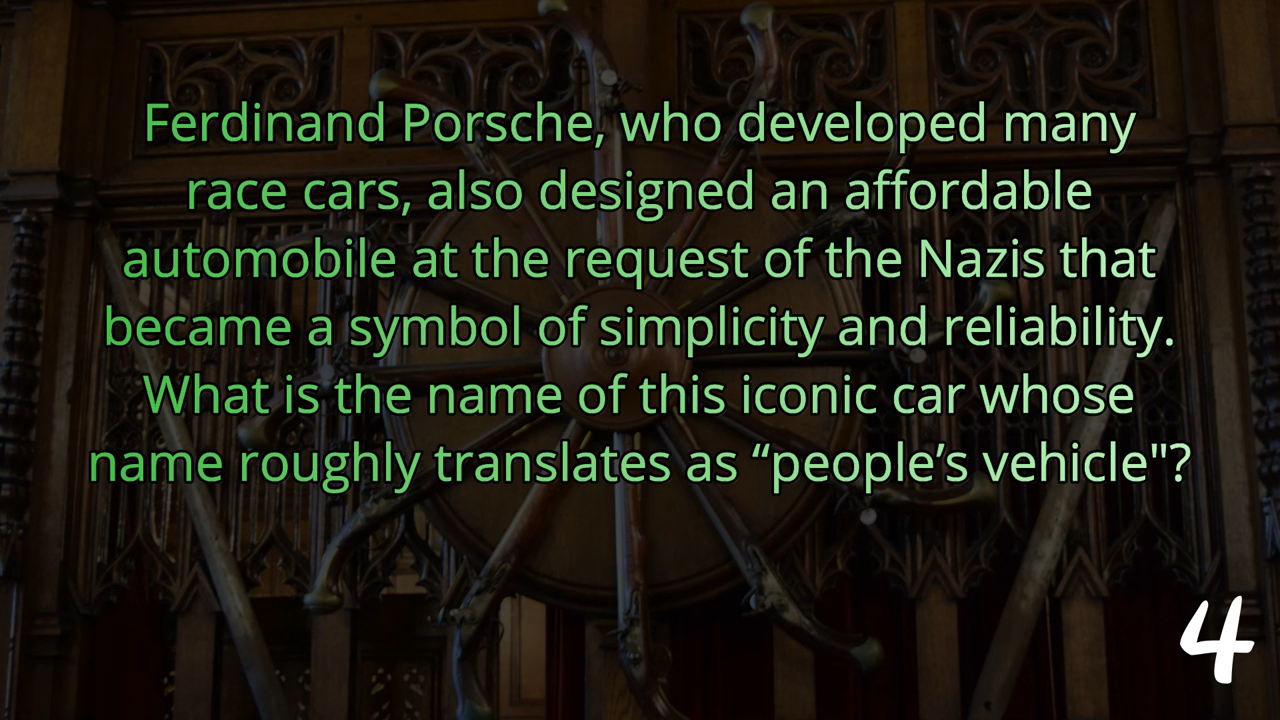 Ferdinand Porsche, who developed many
race cars, also designed an affordable
automobile at the request of the Nazis that
became a symbol of simplicity and reliability.
What is the name of this iconic car whose
name roughly translates as “people’s vehicle"?
4